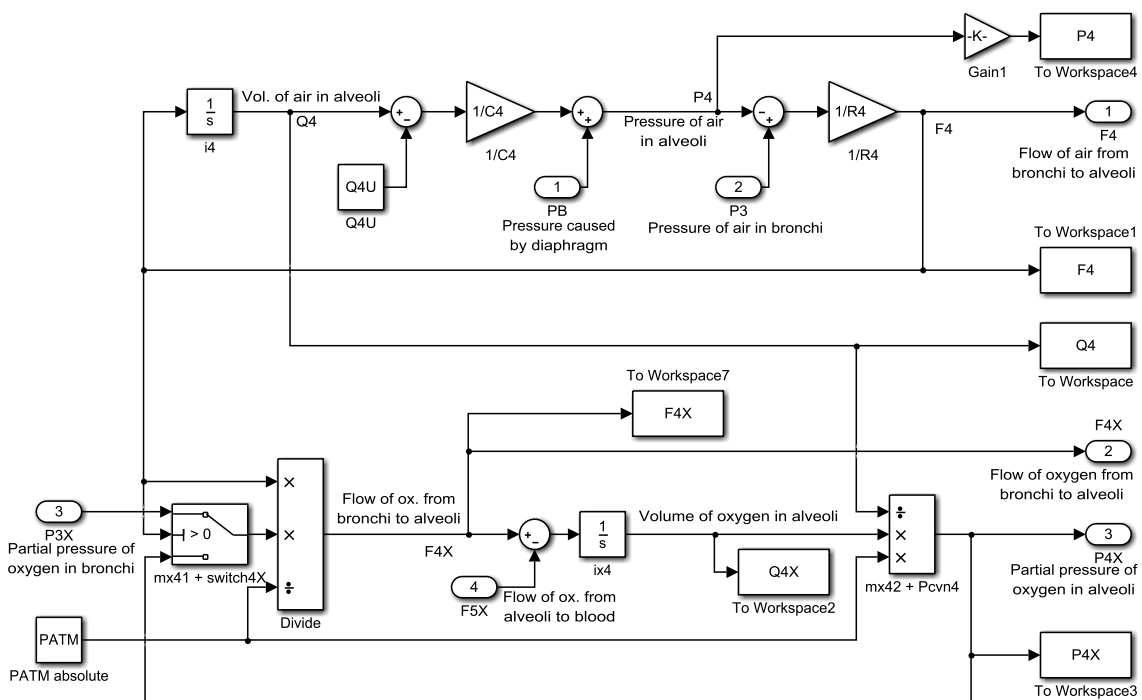 -K-
P4
Gain1
To Workspace4
1
s
i4
Vol. of air in alveoli
Q4
+
−
1/C4
1/C4
+
+
P4
Pressure of air
in alveoli
−
+
1/R4
1/R4
F4
1
F4
Flow of air from
bronchi to alveoli
Q4U
Q4U
1
PB
Pressure caused
by diaphragm
2
P3
Pressure of air in bronchi
To Workspace1
F4
Q4
To Workspace
To Workspace7
F4X
F4X
2
Flow of oxygen from
bronchi to alveoli
3
P3X
Partial pressure of
oxygen in bronchi
> 0
mx41 + switch4X
×
×
÷
Divide
Flow of ox. from
bronchi to alveoli
F4X
+
−
4
F5X
Flow of ox. from
alveoli to blood
1
s
ix4
Volume of oxygen in alveoli
Q4X
To Workspace2
÷
×
×
mx42 + Pcvn4
3
P4X
Partial pressure of
oxygen in alveoli
PATM
PATM absolute
P4X
To Workspace3